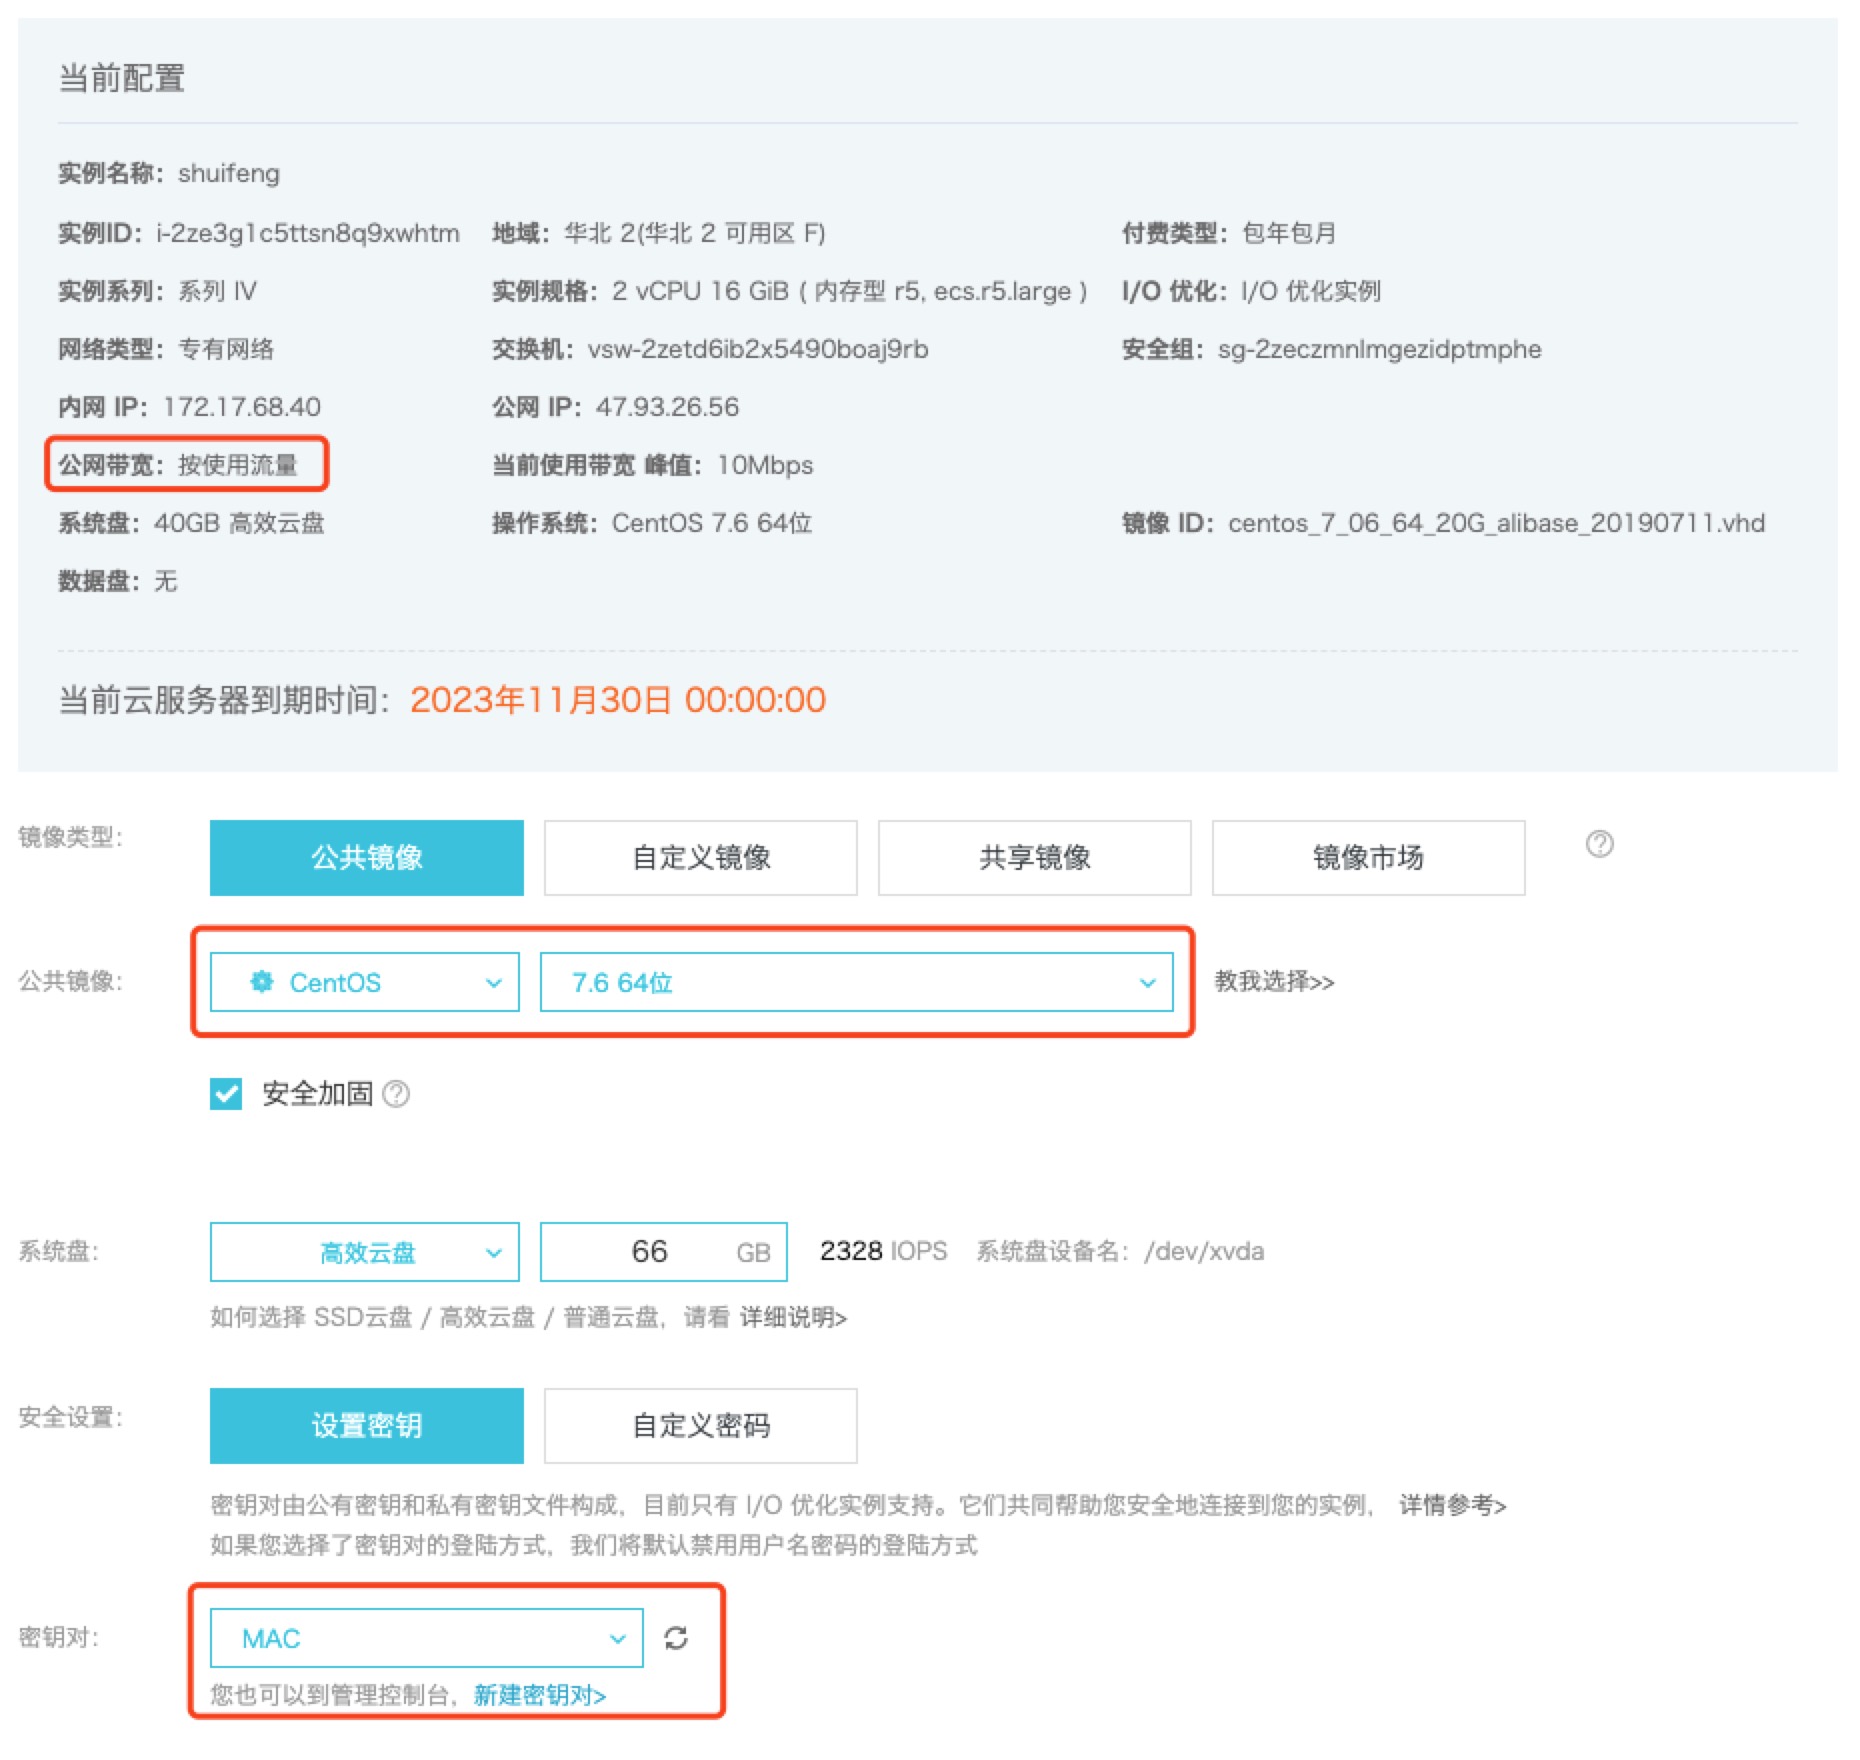 当前配置
实例名称：shuifeng
实例ID：i-2ze3g1c5ttsn8q9xwhtm 地域：华北 2(华北 2 可用区 F) 付费类型：包年包月
实例系列：系列 IV 实例规格：2 vCPU 16 GiB ( 内存型 r5, ecs.r5.large ) I/O 优化：I/O 优化实例
网络类型：专有网络 交换机：vsw-2zetd6ib2x5490boaj9rb 安全组：sg-2zeczmnlmgezidptmphe
内网 IP：172.17.68.40 公网 IP：47.93.26.56
公网带宽：按使用流量 当前使用带宽 峰值：10Mbps
系统盘：40GB 高效云盘 操作系统：CentOS 7.6 64位 镜像 ID：centos_7_06_64_20G_alibase_20190711.vhd
数据盘：无
当前云服务器到期时间：2023年11月30日 00:00:00
镜像类型: 公共镜像 自定义镜像 共享镜像 镜像市场 ?
公共镜像: CentOS 7.6 64位 教我选择>>
安全加固 ?
系统盘: 高效云盘 66 GB 2328 IOPS 系统盘设备名：/dev/xvda
如何选择 SSD云盘 / 高效云盘 / 普通云盘，请看 详细说明>
安全设置: 设置密钥 自定义密码
密钥对由公有密钥和私有密钥文件构成，目前只有 I/O 优化实例支持。它们共同帮助您安全地连接到您的实例， 详情参考>
如果您选择了密钥对的登陆方式，我们将默认禁用用户名密码的登陆方式
密钥对: MAC
您也可以到管理控制台，新建密钥对>